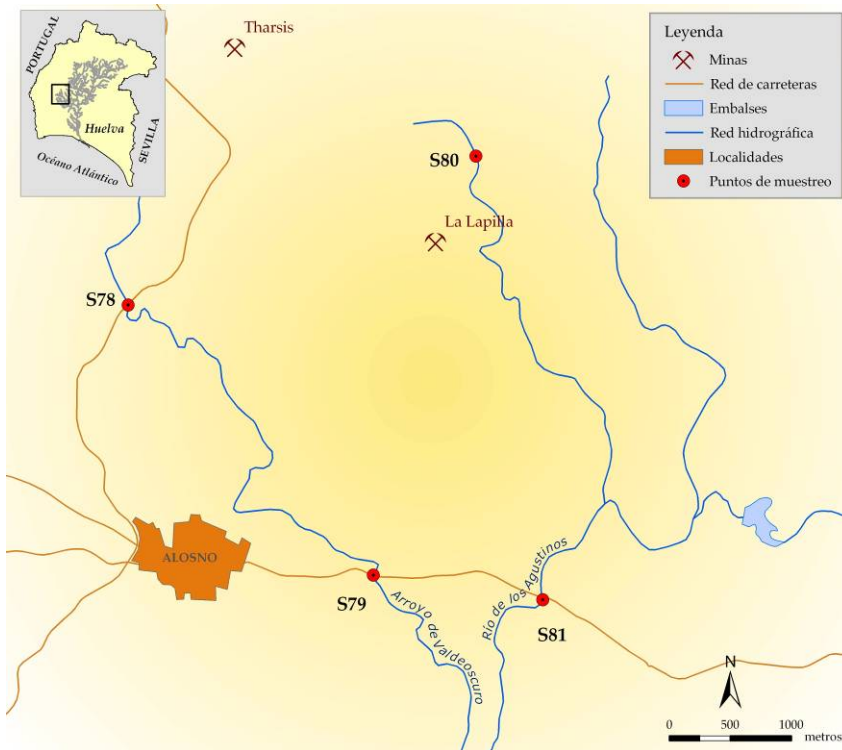 PORTUGAL
Huelva
SEVILLA
Océano Atlántico
Tharsis
Leyenda
Minas
Red de carreteras
Embalses
Red hidrográfica
Localidades
Puntos de muestreo
S80
La Lapilla
S78
ALOSNO
S79
Arroyo de Valdeoscuro
Río de los Agustinos
S81
N
0 500 1000
metros